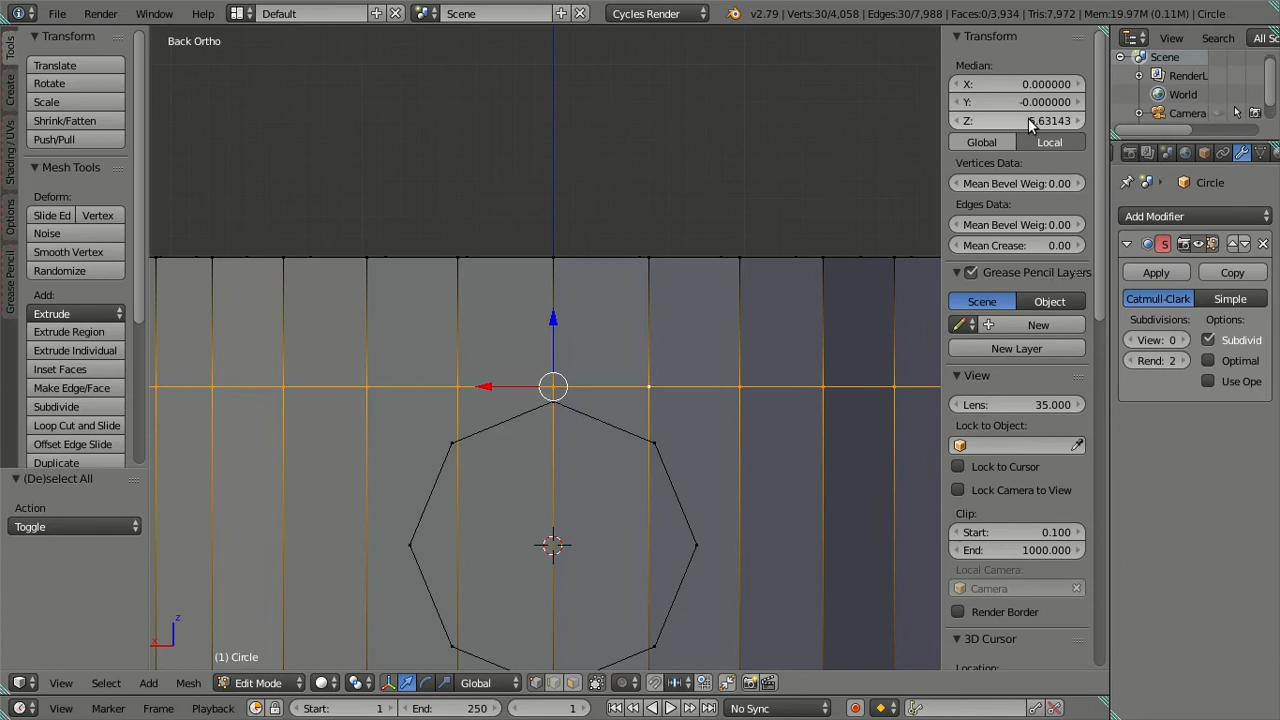 File Render Window Help Default Scene Cycles Render v2.79 | Verts:30/4,058 | Edges:30/7,988 | Faces:0/3,934 | Tris:7,972 | Mem:19.97M (0.11M) | Circle
Tools
Create
Shading / UVs
Options
Grease Pencil
Transform
Translate
Rotate
Scale
Shrink/Fatten
Push/Pull
Mesh Tools
Deform:
Slide Ed Vertex
Noise
Smooth Vertex
Randomize
Add:
Extrude
Extrude Region
Extrude Individual
Inset Faces
Make Edge/Face
Subdivide
Loop Cut and Slide
Offset Edge Slide
Duplicate
(De)select All
Action
Toggle
Back Ortho
z
x
(1) Circle
Transform
Median:
X: 0.000000
Y: -0.000000
Z: .63143
Global Local
Vertices Data:
Mean Bevel Weig: 0.00
Edges Data:
Mean Bevel Weig: 0.00
Mean Crease: 0.00
Grease Pencil Layers
Scene Object
New
New Layer
View
Lens: 35.000
Lock to Object:
Lock to Cursor
Lock Camera to View
Clip:
Start: 0.100
End: 1000.000
Local Camera:
Camera
Render Border
3D Cursor
Location:
View Search All Sc
Scene
RenderL
World
Camera
Circle
Add Modifier
S
Apply Copy
Catmull-Clark Simple
Subdivisions: Options:
View: 0 Subdivid
Rend: 2 Optimal
Use Ope
View Select Add Mesh Edit Mode Global
View Marker Frame Playback Start: 1 End: 250 1 No Sync